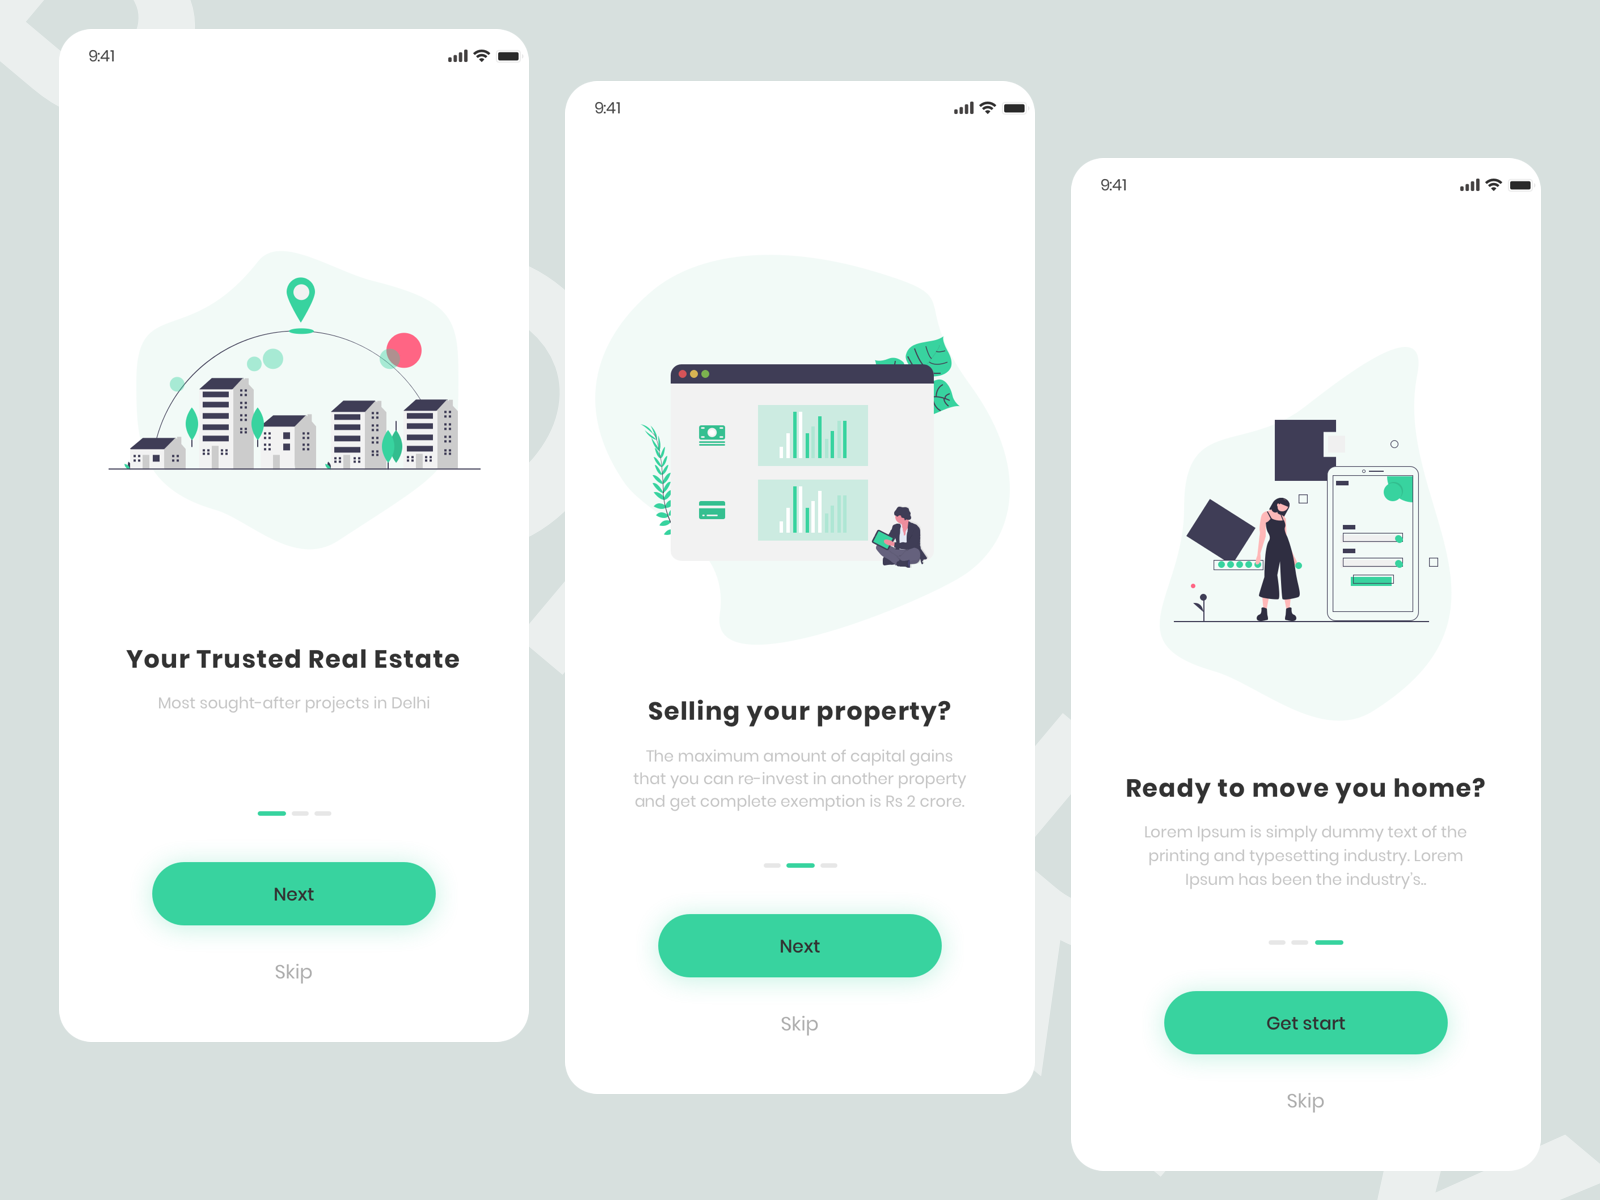 9:41
Your Trusted Real Estate
Most sought-after projects in Delhi
Next
Skip
9:41
Selling your property?
The maximum amount of capital gains
that you can re-invest in another property
and get complete exemption is Rs 2 crore.
Next
Skip
9:41
Ready to move you home?
Lorem Ipsum is simply dummy text of the
printing and typesetting industry. Lorem
Ipsum has been the industry's..
Get start
Skip